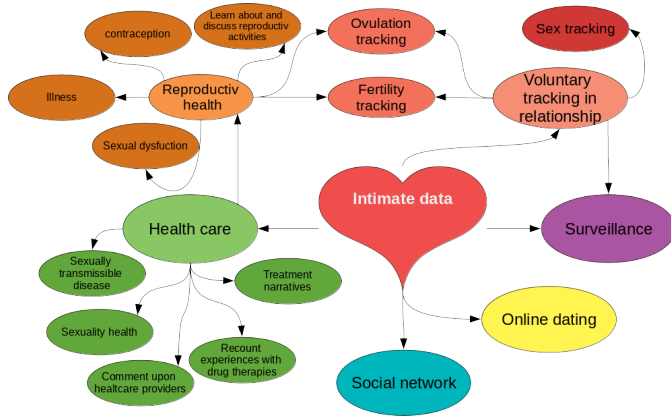 Learn about and
discuss reproductiv
activities
contraception
Ovulation
tracking
Sex tracking
Reproductiv
health
Illness
Fertility
tracking
Voluntary
tracking in
relationship
Sexual dysfuction
Intimate data
Health care
Surveillance
Sexually
transmissible
disease
Treatment
narratives
Sexuality health
Online dating
Recount
experiences with
drug therapies
Comment upon
healtcare providers
Social network